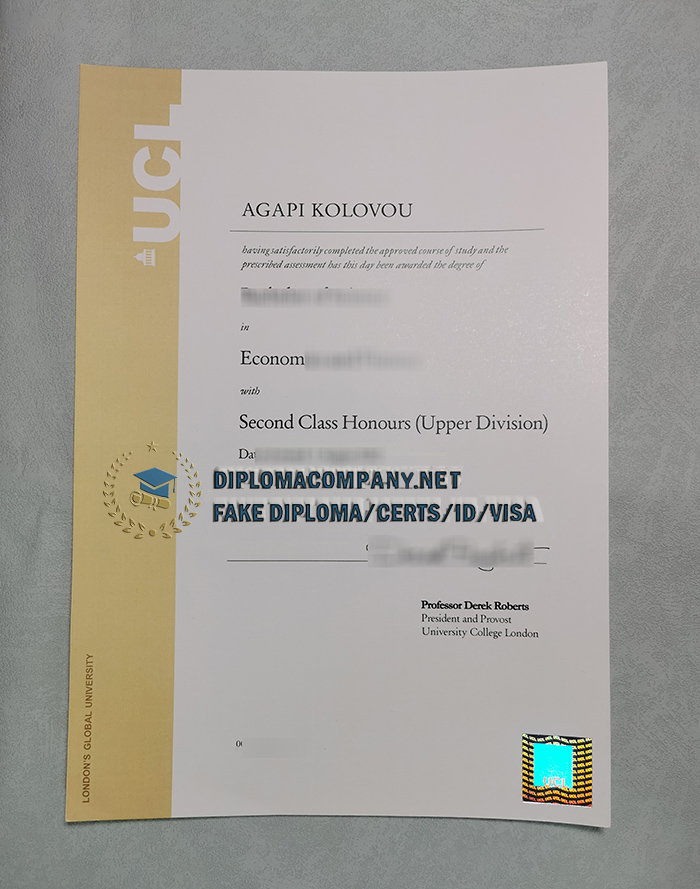 UCL
AGAPI KOLOVOU
having satisfactorily completed the approved course of study and the
prescribed assessment has this day been awarded the degree of
in
Econom
with
Second Class Honours (Upper Division)
Da
DIPLOMACOMPANY.NET
FAKE DIPLOMA/CERTS/ID/VISA
Professor Derek Roberts
President and Provost
University College London
LONDON'S GLOBAL UNIVERSITY
UCL